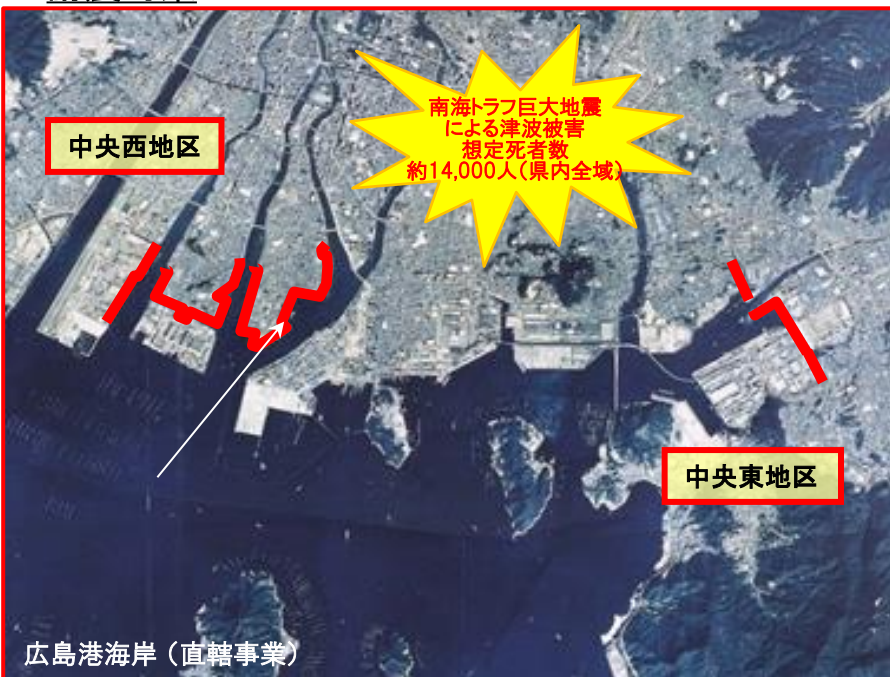 南海トラフ巨大地震
による津波被害
想定死者数
約14,000人（県内全域）
中央西地区
中央東地区
広島港海岸（直轄事業）